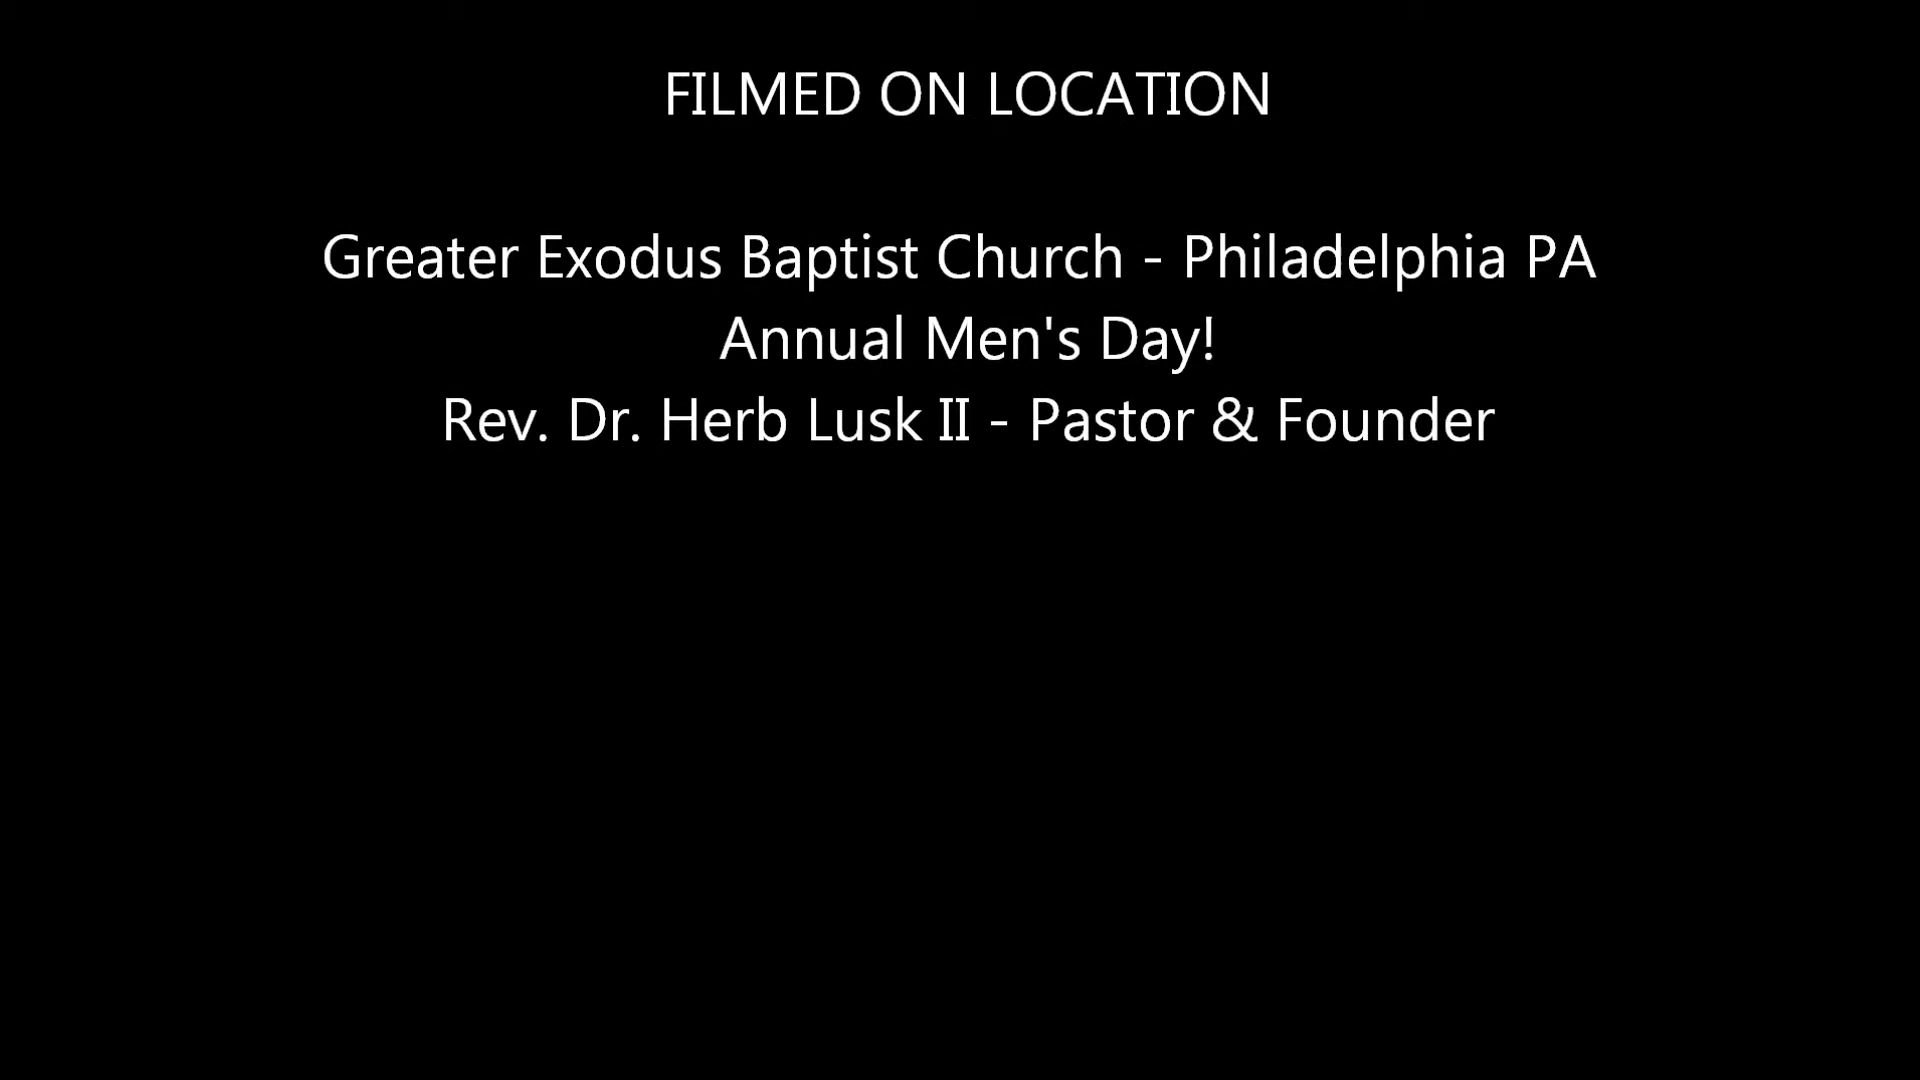 FILMED ON LOCATION
Greater Exodus Baptist Church - Philadelphia PA
Annual Men's Day!
Rev. Dr. Herb Lusk II - Pastor & Founder